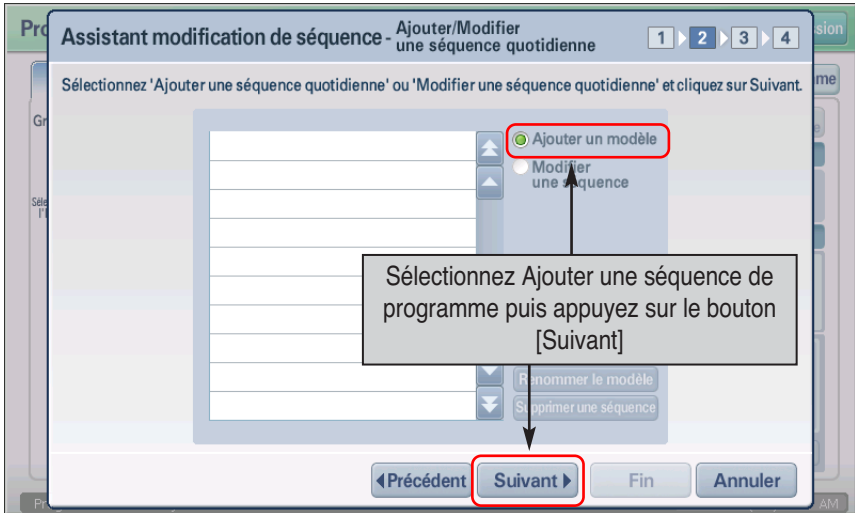 Assistant modification de séquence - Ajouter/Modifier
une séquence quotidienne
1 2 3 4
Sélectionnez 'Ajouter une séquence quotidienne' ou 'Modifier une séquence quotidienne' et cliquez sur Suivant.
Ajouter un modèle
Modifier
une séquence
Sélectionnez Ajouter une séquence de
programme puis appuyez sur le bouton
[Suivant]
Renommer le modèle
Supprimer une séquence
Précédent
Suivant
Fin
Annuler
AM